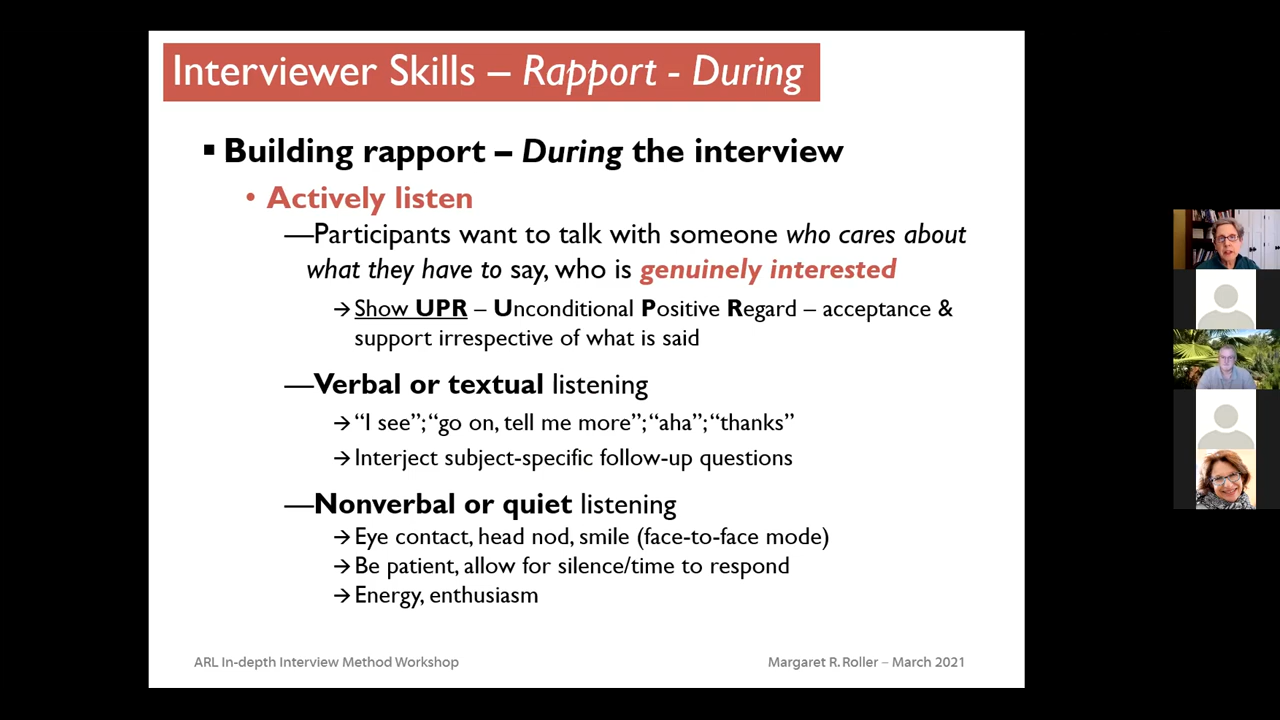 Interviewer Skills – Rapport - During
▪ Building rapport – During the interview
• Actively listen
—Participants want to talk with someone who cares about
what they have to say, who is genuinely interested
→Show UPR – Unconditional Positive Regard – acceptance &
support irrespective of what is said
—Verbal or textual listening
→“I see”; “go on, tell me more”; “aha”; “thanks”
→Interject subject-specific follow-up questions
—Nonverbal or quiet listening
→Eye contact, head nod, smile (face-to-face mode)
→Be patient, allow for silence/time to respond
→Energy, enthusiasm
ARL In-depth Interview Method Workshop
Margaret R. Roller – March 2021